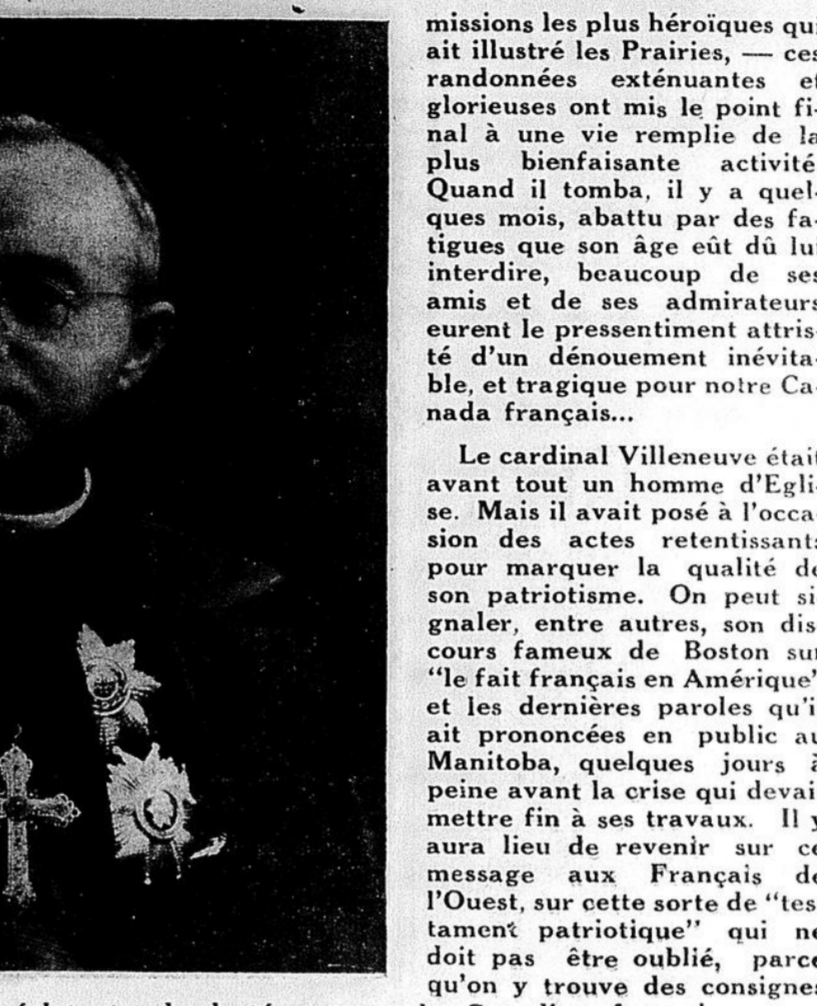 missions les plus héroïques qui
ait illustré les Prairies, — ces
randonnées exténuantes et
glorieuses ont mis le point fi-
nal à une vie remplie de la
plus bienfaisante activité
Quand il tomba, il y a quel-
ques mois, abattu par des fa-
tigues que son âge eût dû lui
interdire, beaucoup de ses
amis et de ses admirateurs
eurent le pressentiment attris-
té d'un dénouement inévita-
ble, et tragique pour notre Ca-
nada français...
Le cardinal Villeneuve était
avant tout un homme d'Egli-
se. Mais il avait posé à l'occa-
sion des actes retentissants
pour marquer la qualité de
son patriotisme. On peut si-
gnaler, entre autres, son dis-
cours fameux de Boston sur
"le fait français en Amérique"
et les dernières paroles qu'il
ait prononcées en public au
Manitoba, quelques jours à
peine avant la crise qui devait
mettre fin à ses travaux. Il y
aura lieu de revenir sur ce
message aux Français de
l'Ouest, sur cette sorte de "tes-
tament patriotique" qui ne
doit pas être oublié, parce
qu'on y trouve des consignes